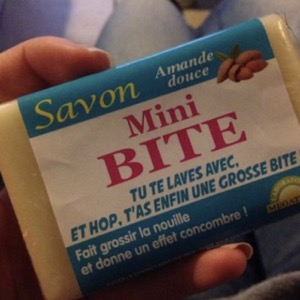 Savon
Amande
douce
Mini
BITE
TU TE LAVES AVEC,
ET HOP, T'AS ENFIN UNE GROSSE BITE
Fait grossir la nouille
et donne un effet concombre !